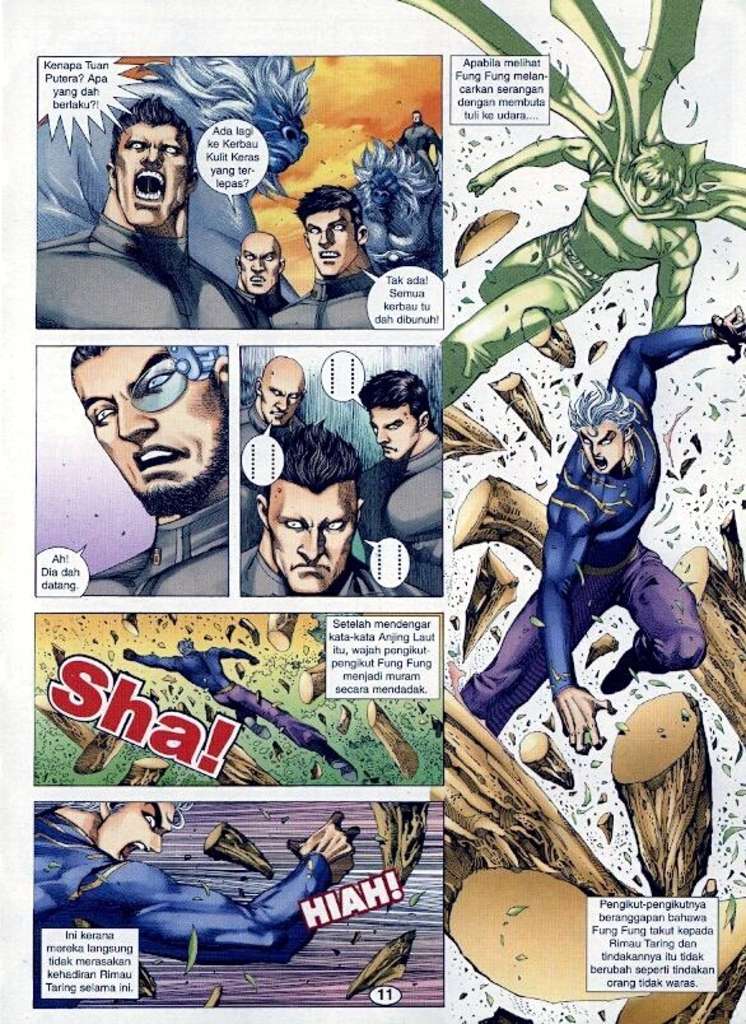 Kenapa Tuan
Putera? Apa
yang dah
berlaku?!
Ada lagi
ke Kerbau
Kulit Keras
yang ter-
lepas?
Tak ada!
Semua
kerbau tu
dah dibunuh!
Apabila melihat
Fung Fung melan-
carkan serangan
dengan membuta
tuli ke udara....
Ah!
Dia dah
datang.
Setelah mendengar
kata-kata Anjing Laut
itu, wajah pengikut-
pengikut Fung Fung
menjadi muram
secara mendadak.
Sha!
HIAH!
Ini kerana
mereka langsung
tidak merasakan
kehadiran Rimau
Taring selama ini.
Pengikut-pengikutnya
beranggapan bahawa
Fung Fung takut kepada
Rimau Taring dan
tindakannya itu tidak
berubah seperti tindakan
orang tidak waras.
11